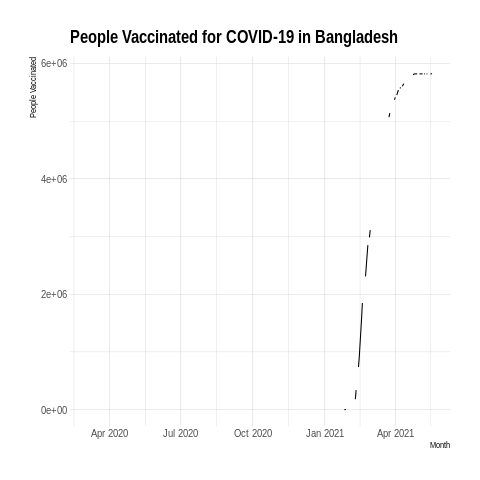 People Vaccinated for COVID-19 in Bangladesh
People Vaccinated
6e+06
4e+06
2e+06
0e+00
Apr 2020 Jul 2020 Oct 2020 Jan 2021 Apr 2021
Month